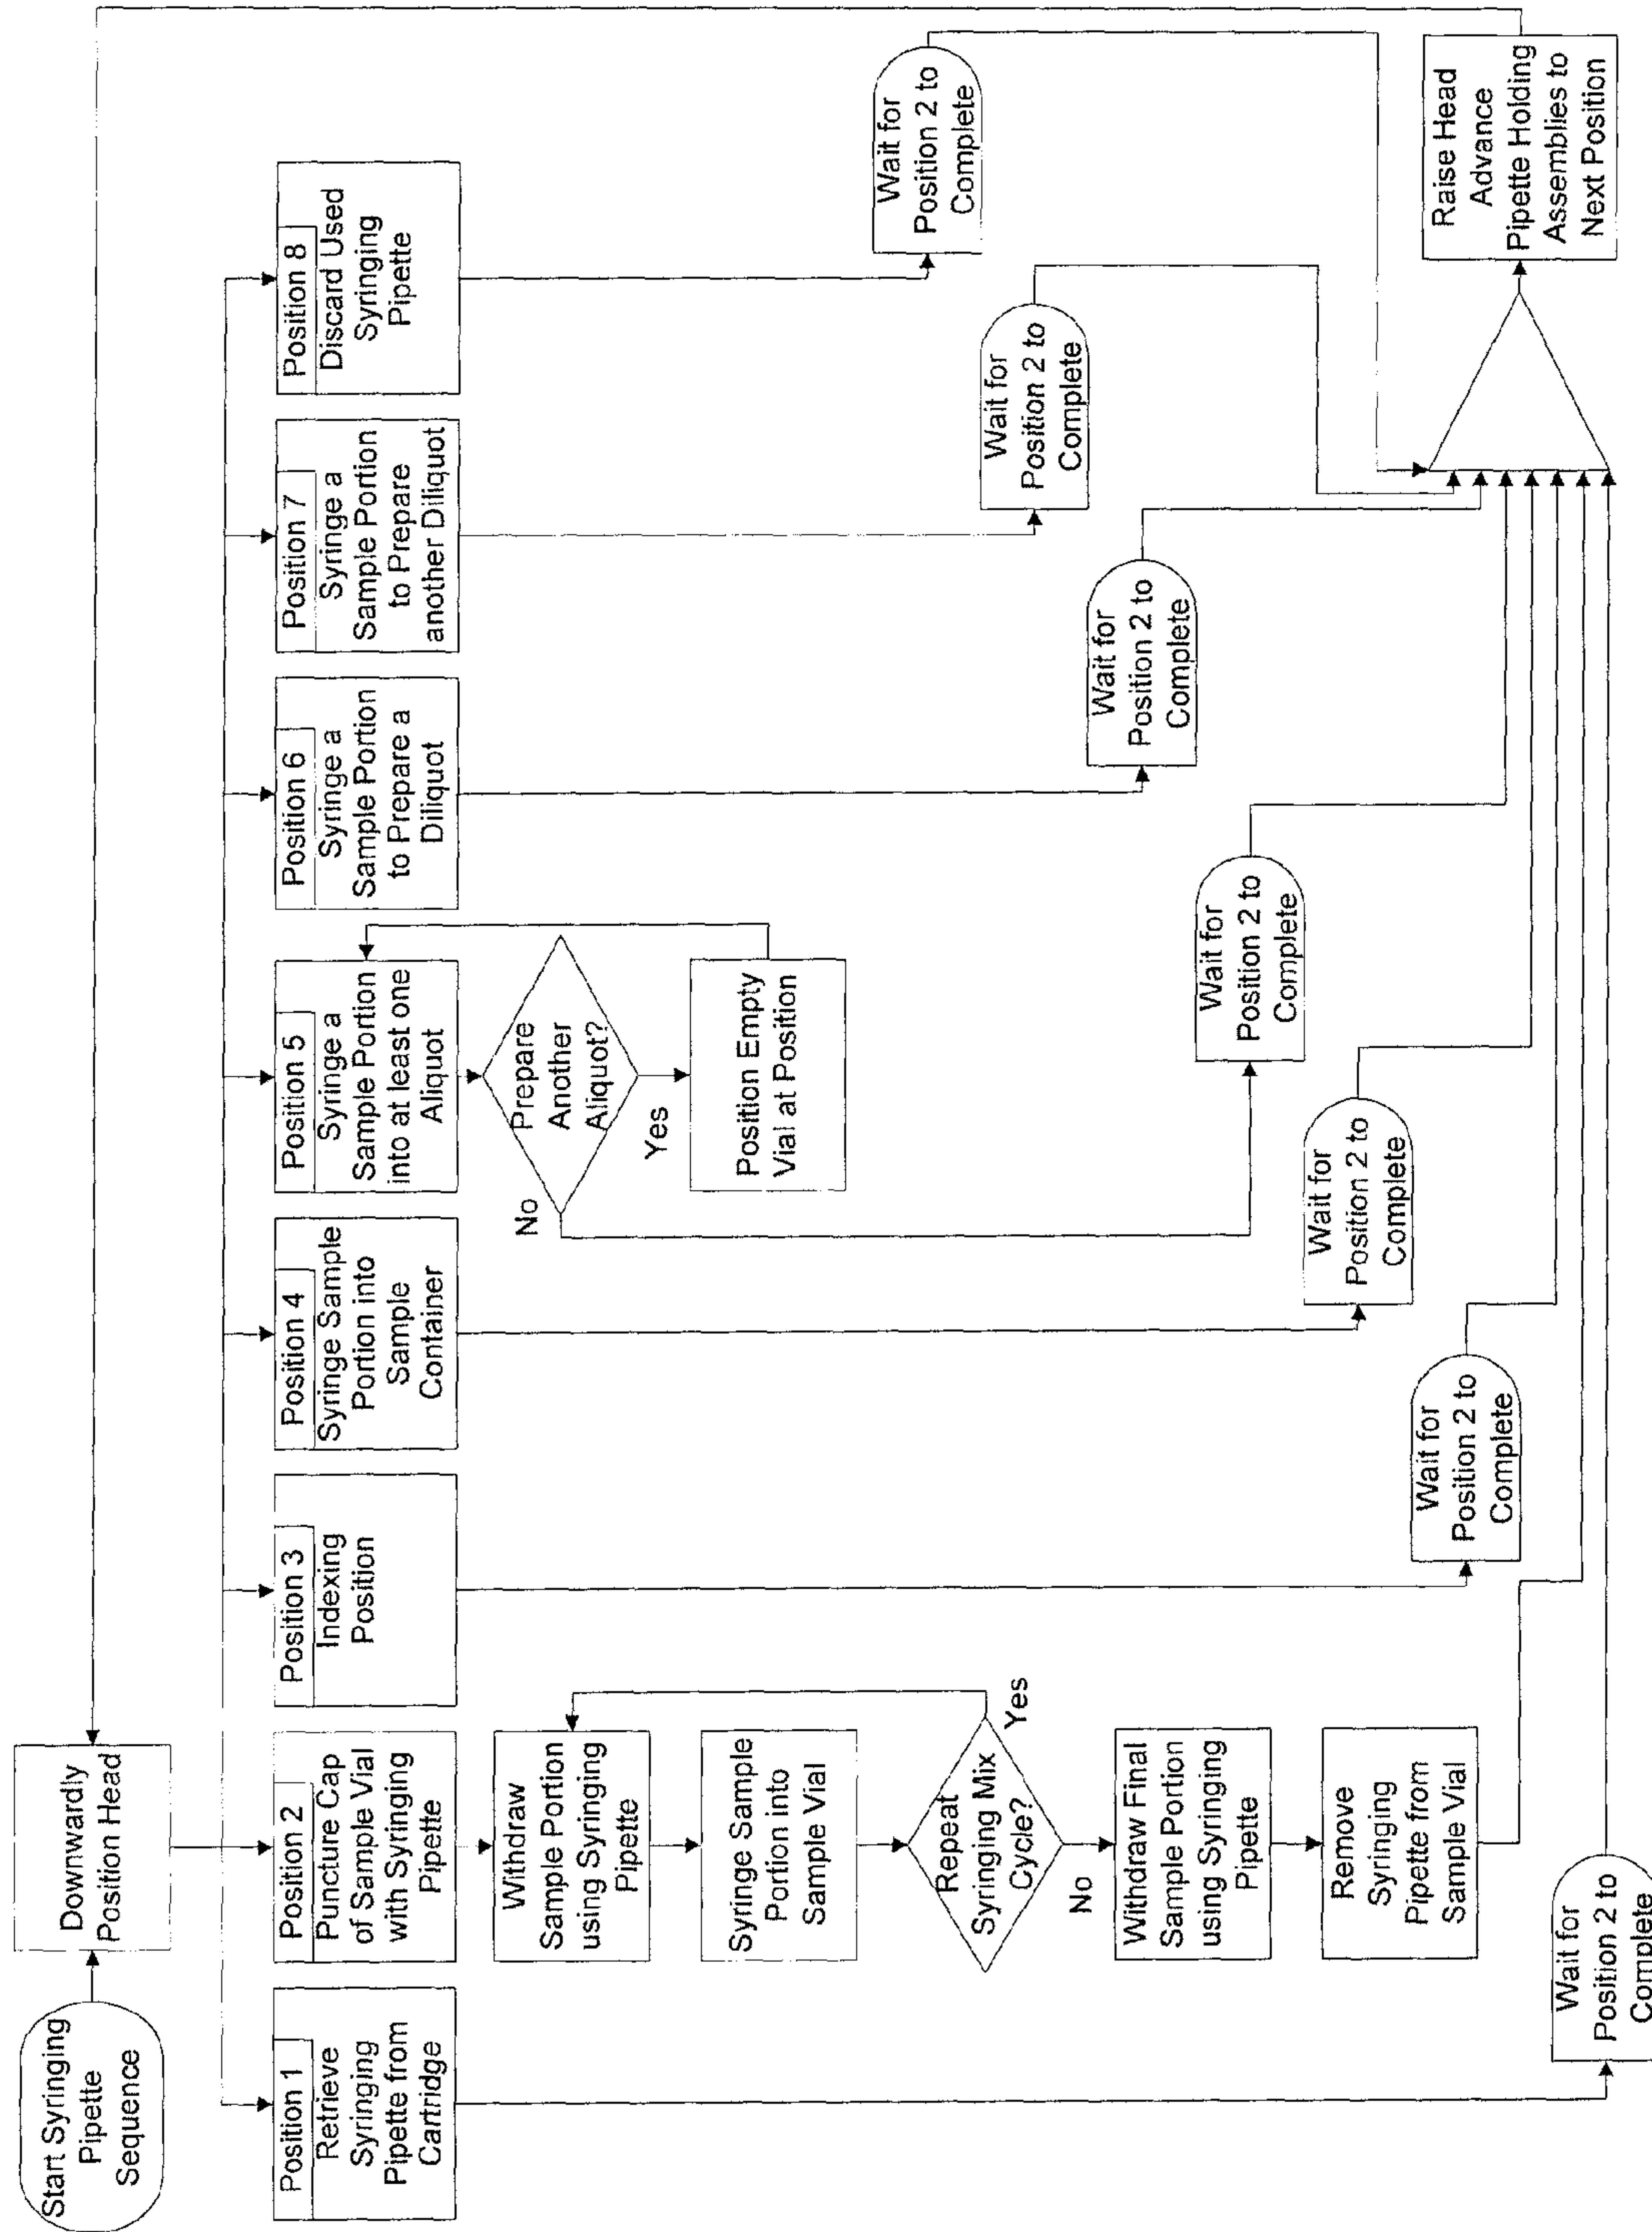 Start Syringing
Pipette
Sequence
Downwardly
Position Head
Position 1
Retrieve
Syringing
Pipette from
Cartridge
Position 2
Puncture Cap
of Sample Vial
with Syringing
Pipette
Withdraw
Sample Portion
using Syringing
Pipette
Syringe Sample
Portion into
Sample Vial
Repeat
Syringing Mix
Cycle?
Yes
No
Withdraw Final
Sample Portion
using Syringing
Pipette
Remove
Syringing
Pipette from
Sample Vial
Position 3
Indexing
Position
Position 4
Syringe Sample
Portion into
Sample
Container
Position 5
Syringe a
Sample Portion
into at least one
Aliquot
Prepare
Another
Aliquot?
No
Yes
Position Empty
Vial at Position
Position 6
Syringe a
Sample Portion
to Prepare a
Diliquot
Position 7
Syringe a
Sample Portion
to Prepare
another Diliquot
Position 8
Discard Used
Syringing
Pipette
Wait for
Position 2 to
Complete
Wait for
Position 2 to
Complete
Wait for
Position 2 to
Complete
Wait for
Position 2 to
Complete
Wait for
Position 2 to
Complete
Wait for
Position 2 to
Complete
Wait for
Position 2 to
Complete
Raise Head
Advance
Pipette Holding
Assemblies to
Next Position